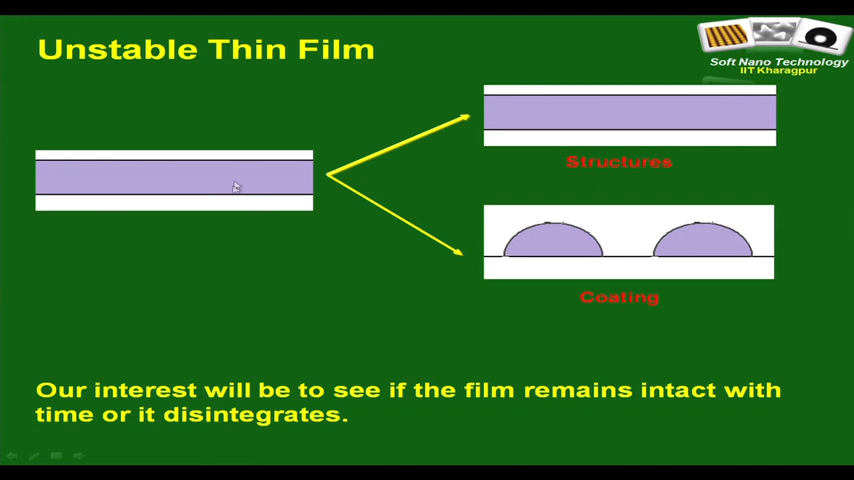 Unstable Thin Film
Soft Nano Technology
IIT Kharagpur
Structures
Coating
Our interest will be to see if the film remains intact with
time or it disintegrates.